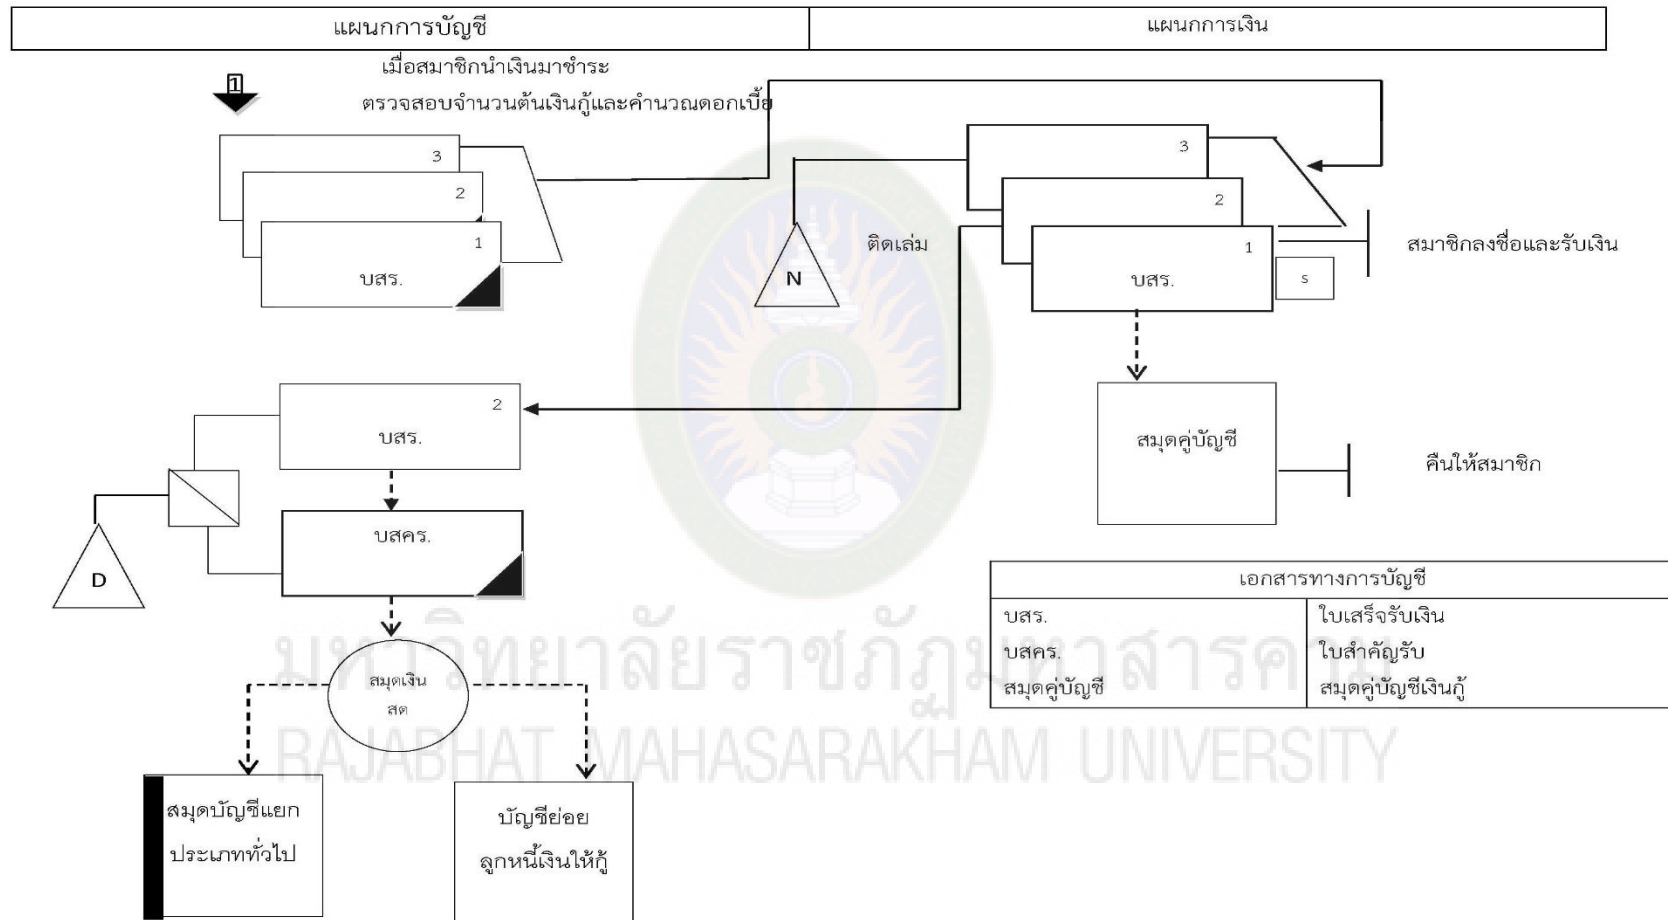 แผนกการบัญชี
แผนกการเงิน
1
เมื่อสมาชิกนำเงินมาชำระ
ตรวจสอบจำนวนต้นเงินกู้และคำนวณดอกเบี้ย
3
2
1
บสร.
3
2
1
บสร.
N
ติดเล่ม
S
สมาชิกลงชื่อและรับเงิน
2
บสร.
สมุดคู่บัญชี
คืนให้สมาชิก
บสคร.
D
เอกสารทางการบัญชี
บสร.
ใบเสร็จรับเงิน
บสคร.
ใบสำคัญรับ
สมุดคู่บัญชี
สมุดคู่บัญชีเงินกู้
สมุดเงิน
สด
มหาวิทยาลัยราชภัฏมหาสารคาม
RAJABHAT MAHASARAKHAM UNIVERSITY
สมุดบัญชีแยก
ประเภททั่วไป
บัญชีย่อย
ลูกหนี้เงินให้กู้